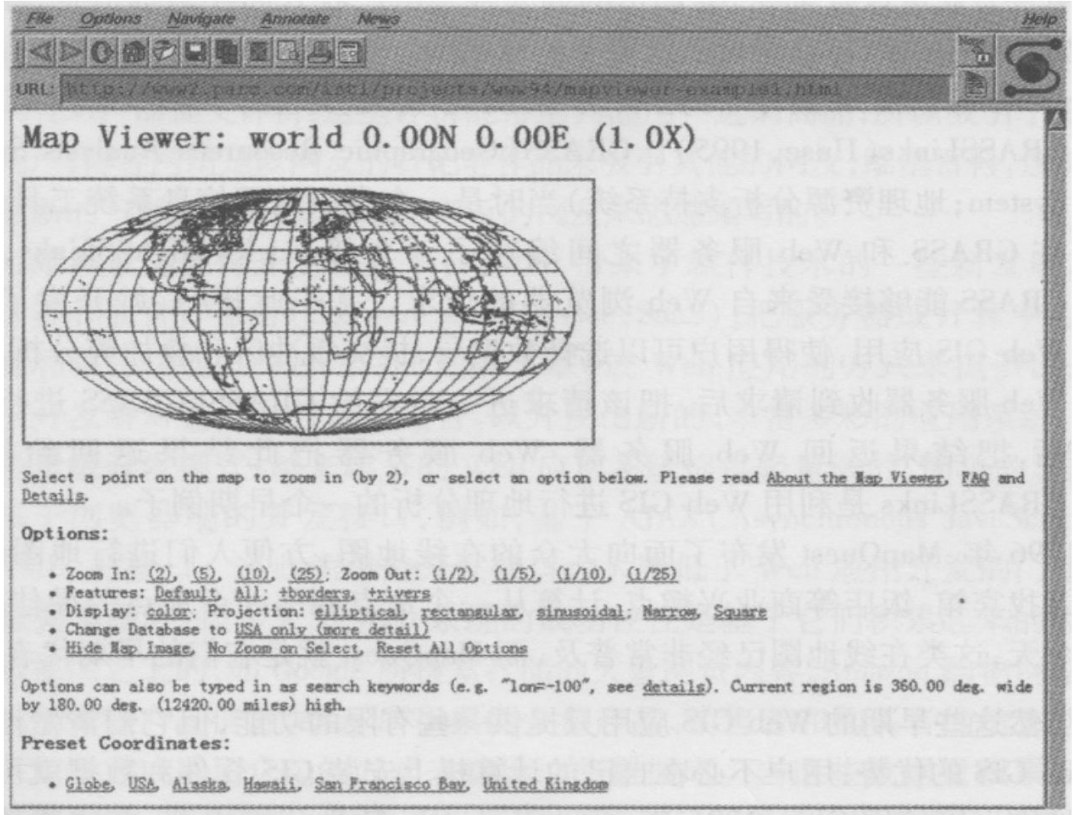 File Options Navigate Annotate News Help
URL: http://www2.parc.com/istl/projects/www94/mapviewer-example1.html
Map Viewer: world 0.00N 0.00E (1.0X)
Select a point on the map to zoom in (by 2), or select an option below. Please read About the Map Viewer, FAQ and
Details.
Options:
• Zoom In: (2), (5), (10), (25); Zoom Out: (1/2), (1/5), (1/10), (1/25)
• Features: Default, All; +borders, +rivers
• Display: color; Projection: elliptical, rectangular, sinusoidal; Narrow, Square
• Change Database to USA only (more detail)
• Hide Map Image, No Zoom on Select, Reset All Options
Options can also be typed in as search keywords (e.g. "lon=-100", see details). Current region is 360.00 deg. wide
by 180.00 deg. (12420.00 miles) high.
Preset Coordinates:
• Globe, USA, Alaska, Hawaii, San Francisco Bay, United Kingdom